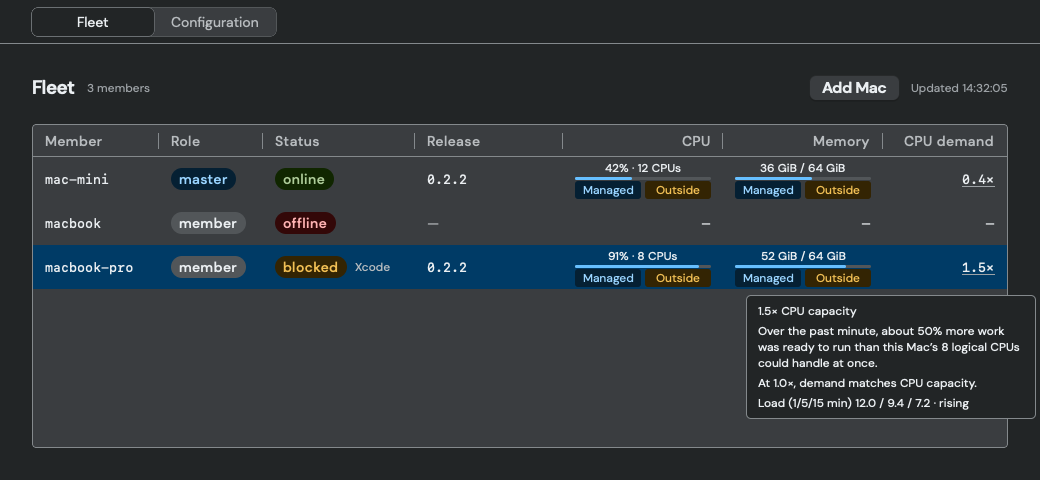 Fleet Configuration
Fleet 3 members Add Mac Updated 14:32:05
Member Role Status Release CPU Memory CPU demand
42% · 12 CPUs 36 GiB / 64 GiB
mac-mini master online 0.2.2 0.4×
Managed Outside Managed Outside
macbook member offline — — — —
91% · 8 CPUs 52 GiB / 64 GiB
macbook-pro member blocked Xcode 0.2.2 1.5×
Managed Outside Managed Outside
1.5× CPU capacity
Over the past minute, about 50% more work
was ready to run than this Mac’s 8 logical CPUs
could handle at once.
At 1.0×, demand matches CPU capacity.
Load (1/5/15 min) 12.0 / 9.4 / 7.2 · rising